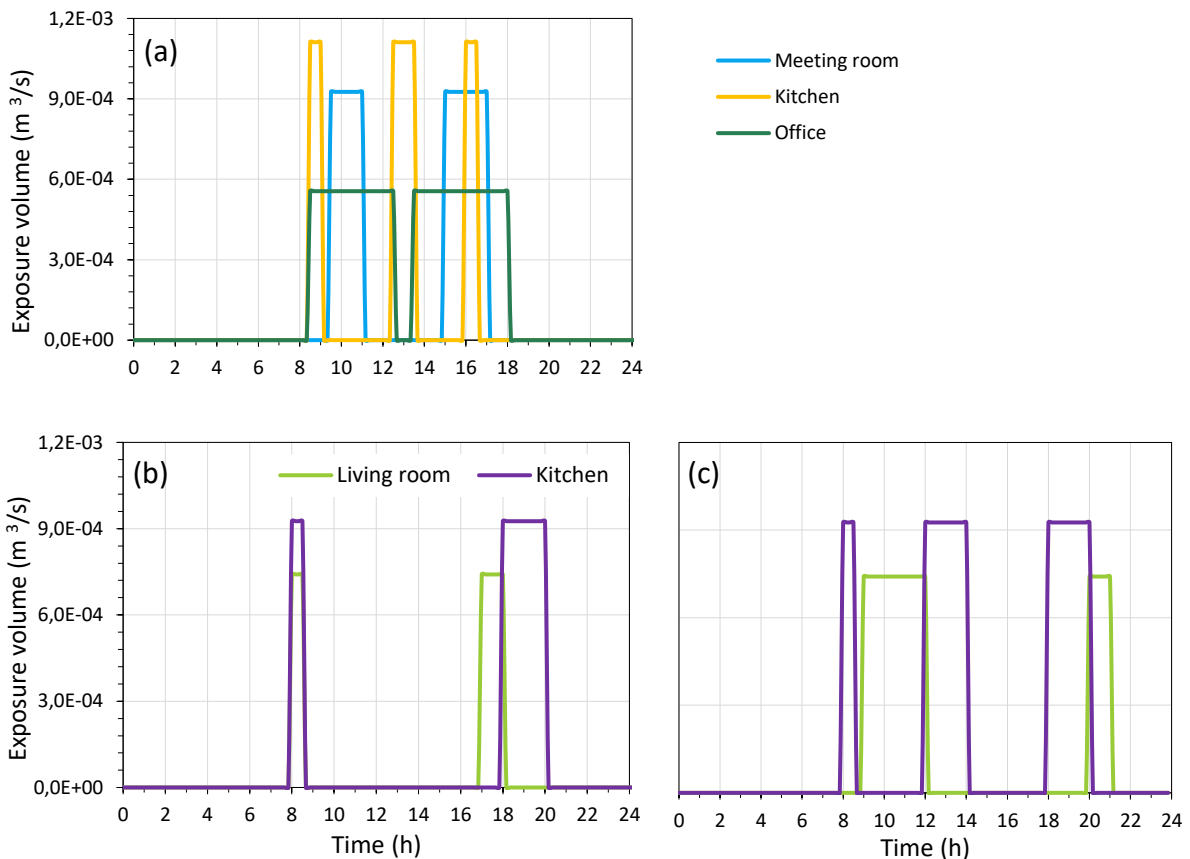 (a)
Exposure volume (m ³/s)
1,2E-03
9,0E-04
6,0E-04
3,0E-04
0,0E+00
0 2 4 6 8 10 12 14 16 18 20 22 24
Meeting room
Kitchen
Office
(b)
Living room Kitchen
Exposure volume (m ³/s)
1,2E-03
9,0E-04
6,0E-04
3,0E-04
0,0E+00
0 2 4 6 8 10 12 14 16 18 20 22 24
Time (h)
(c)
0 2 4 6 8 10 12 14 16 18 20 22 24
Time (h)